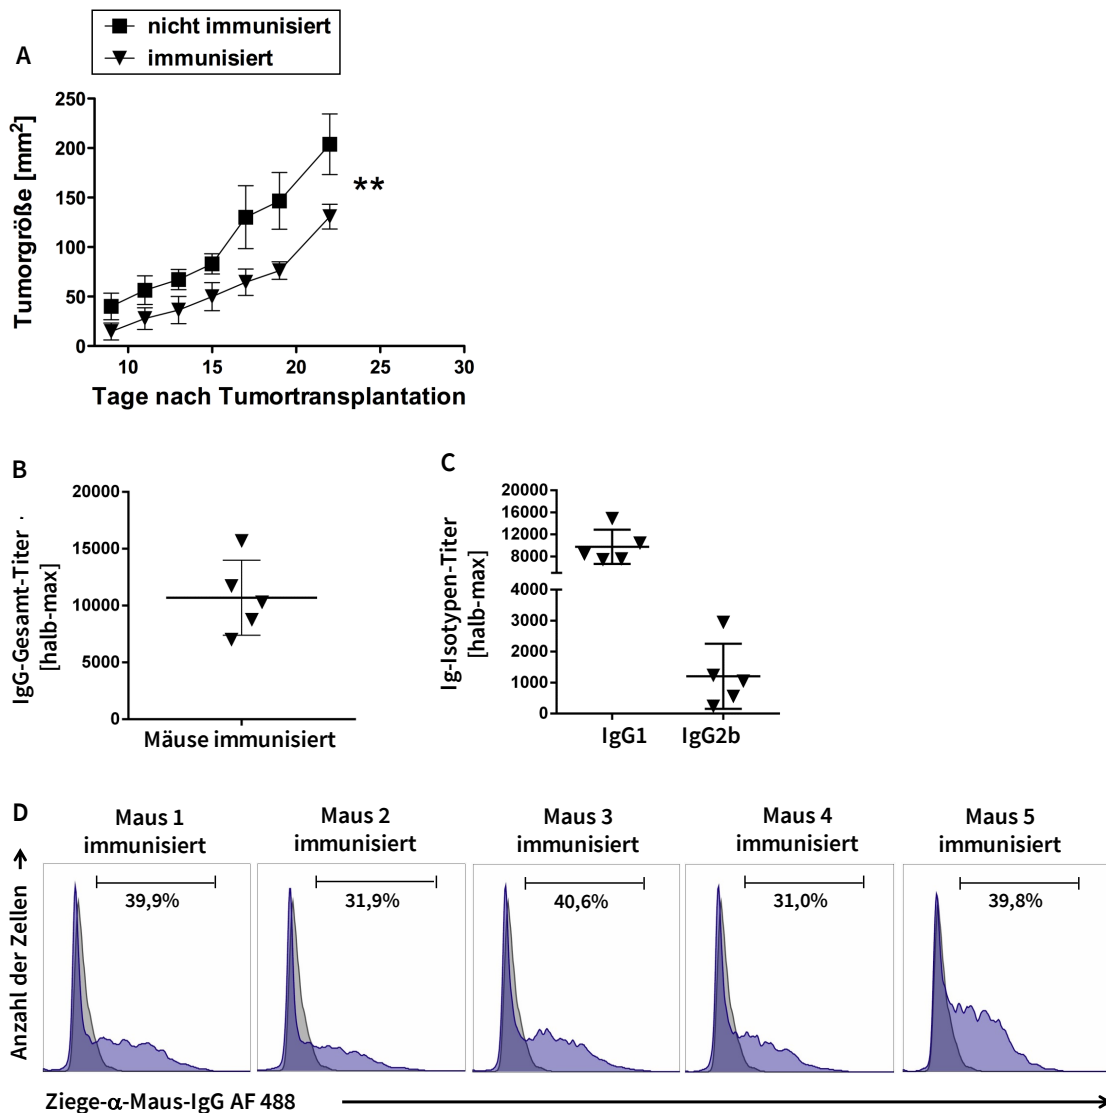 nicht immunisiert
immunisiert
A
250
200
150
100
50
0
Tumorgröße [mm²]
**
10 15 20 25 30
Tage nach Tumortransplantation
B
20000
15000
10000
5000
0
IgG-Gesamt-Titer
[halb-max]
Mäuse immunisiert
C
20000
16000
12000
8000
4000
3000
2000
1000
0
Ig-Isotypen-Titer
[halb-max]
IgG1 IgG2b
D
Maus 1
immunisiert
39,9%
Maus 2
immunisiert
31,9%
Maus 3
immunisiert
40,6%
Maus 4
immunisiert
31,0%
Maus 5
immunisiert
39,8%
Anzahl der Zellen →
Ziege-α-Maus-IgG AF 488